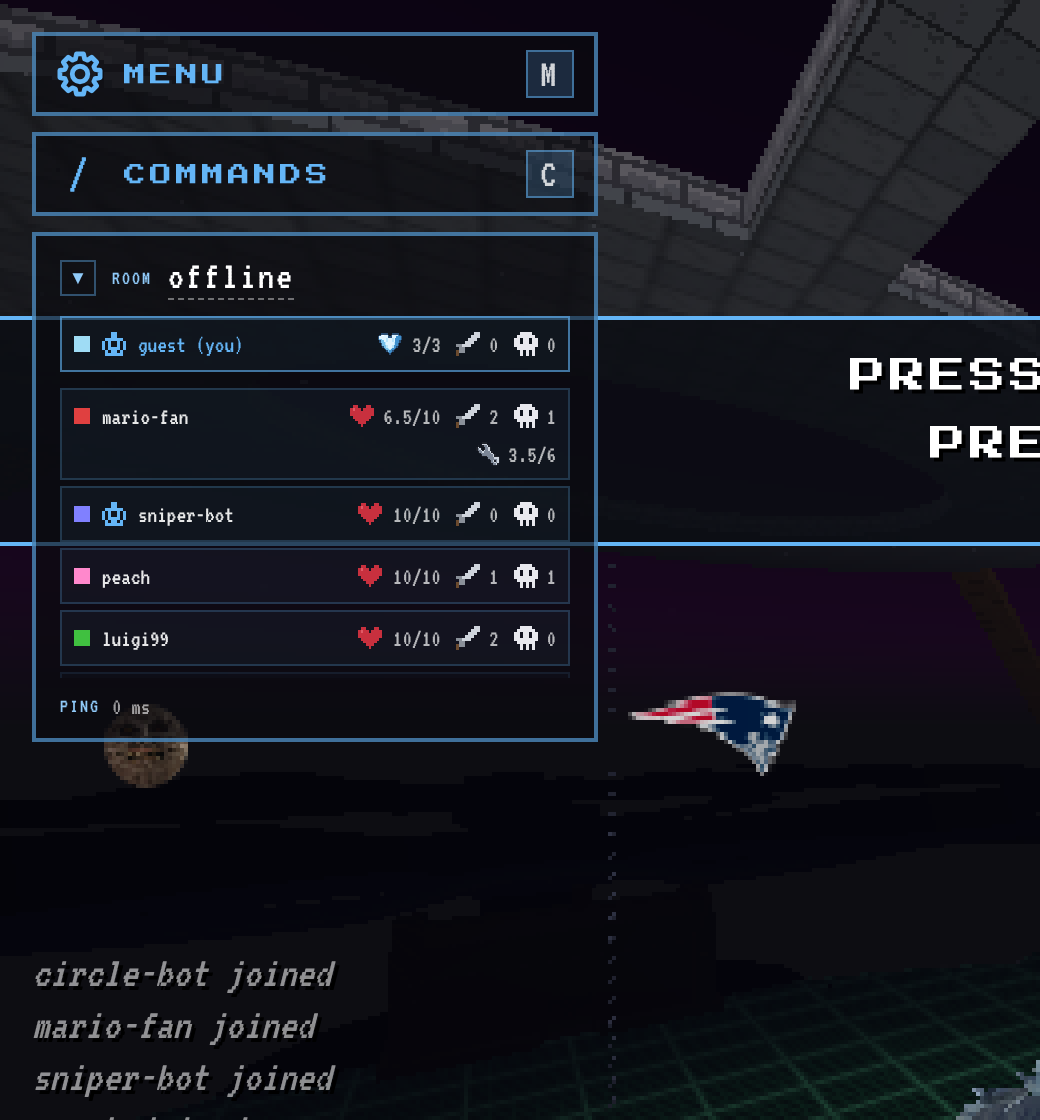 MENU M
/ COMMANDS C
▼ ROOM offline
guest (you) 3/3 0 0
mario-fan 6.5/10 2 1
3.5/6
sniper-bot 10/10 0 0
peach 10/10 1 1
luigi99 10/10 2 0
PING 0 ms
PRESS
PRE
circle-bot joined
mario-fan joined
sniper-bot joined